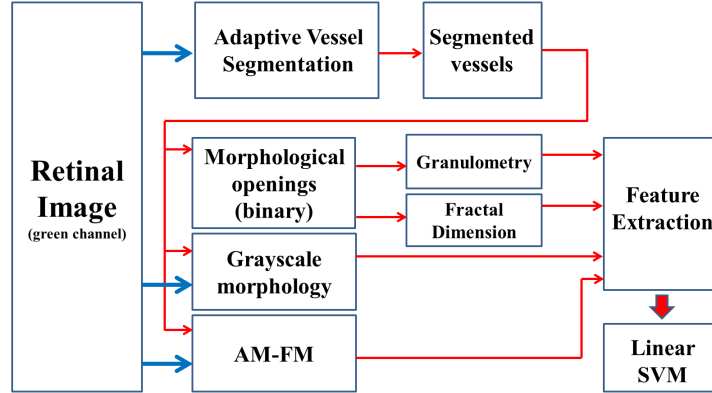 Retinal
Image
(green channel)
Adaptive Vessel
Segmentation
Segmented
vessels
Morphological
openings
(binary)
Granulometry
Fractal
Dimension
Grayscale
morphology
AM-FM
Feature
Extraction
Linear
SVM